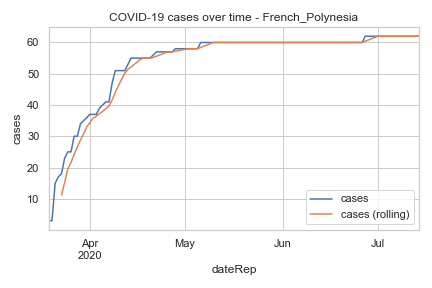 COVID-19 cases over time - French_Polynesia
cases
60
50
40
30
20
10
cases
cases (rolling)
Apr
2020
May
Jun
Jul
dateRep